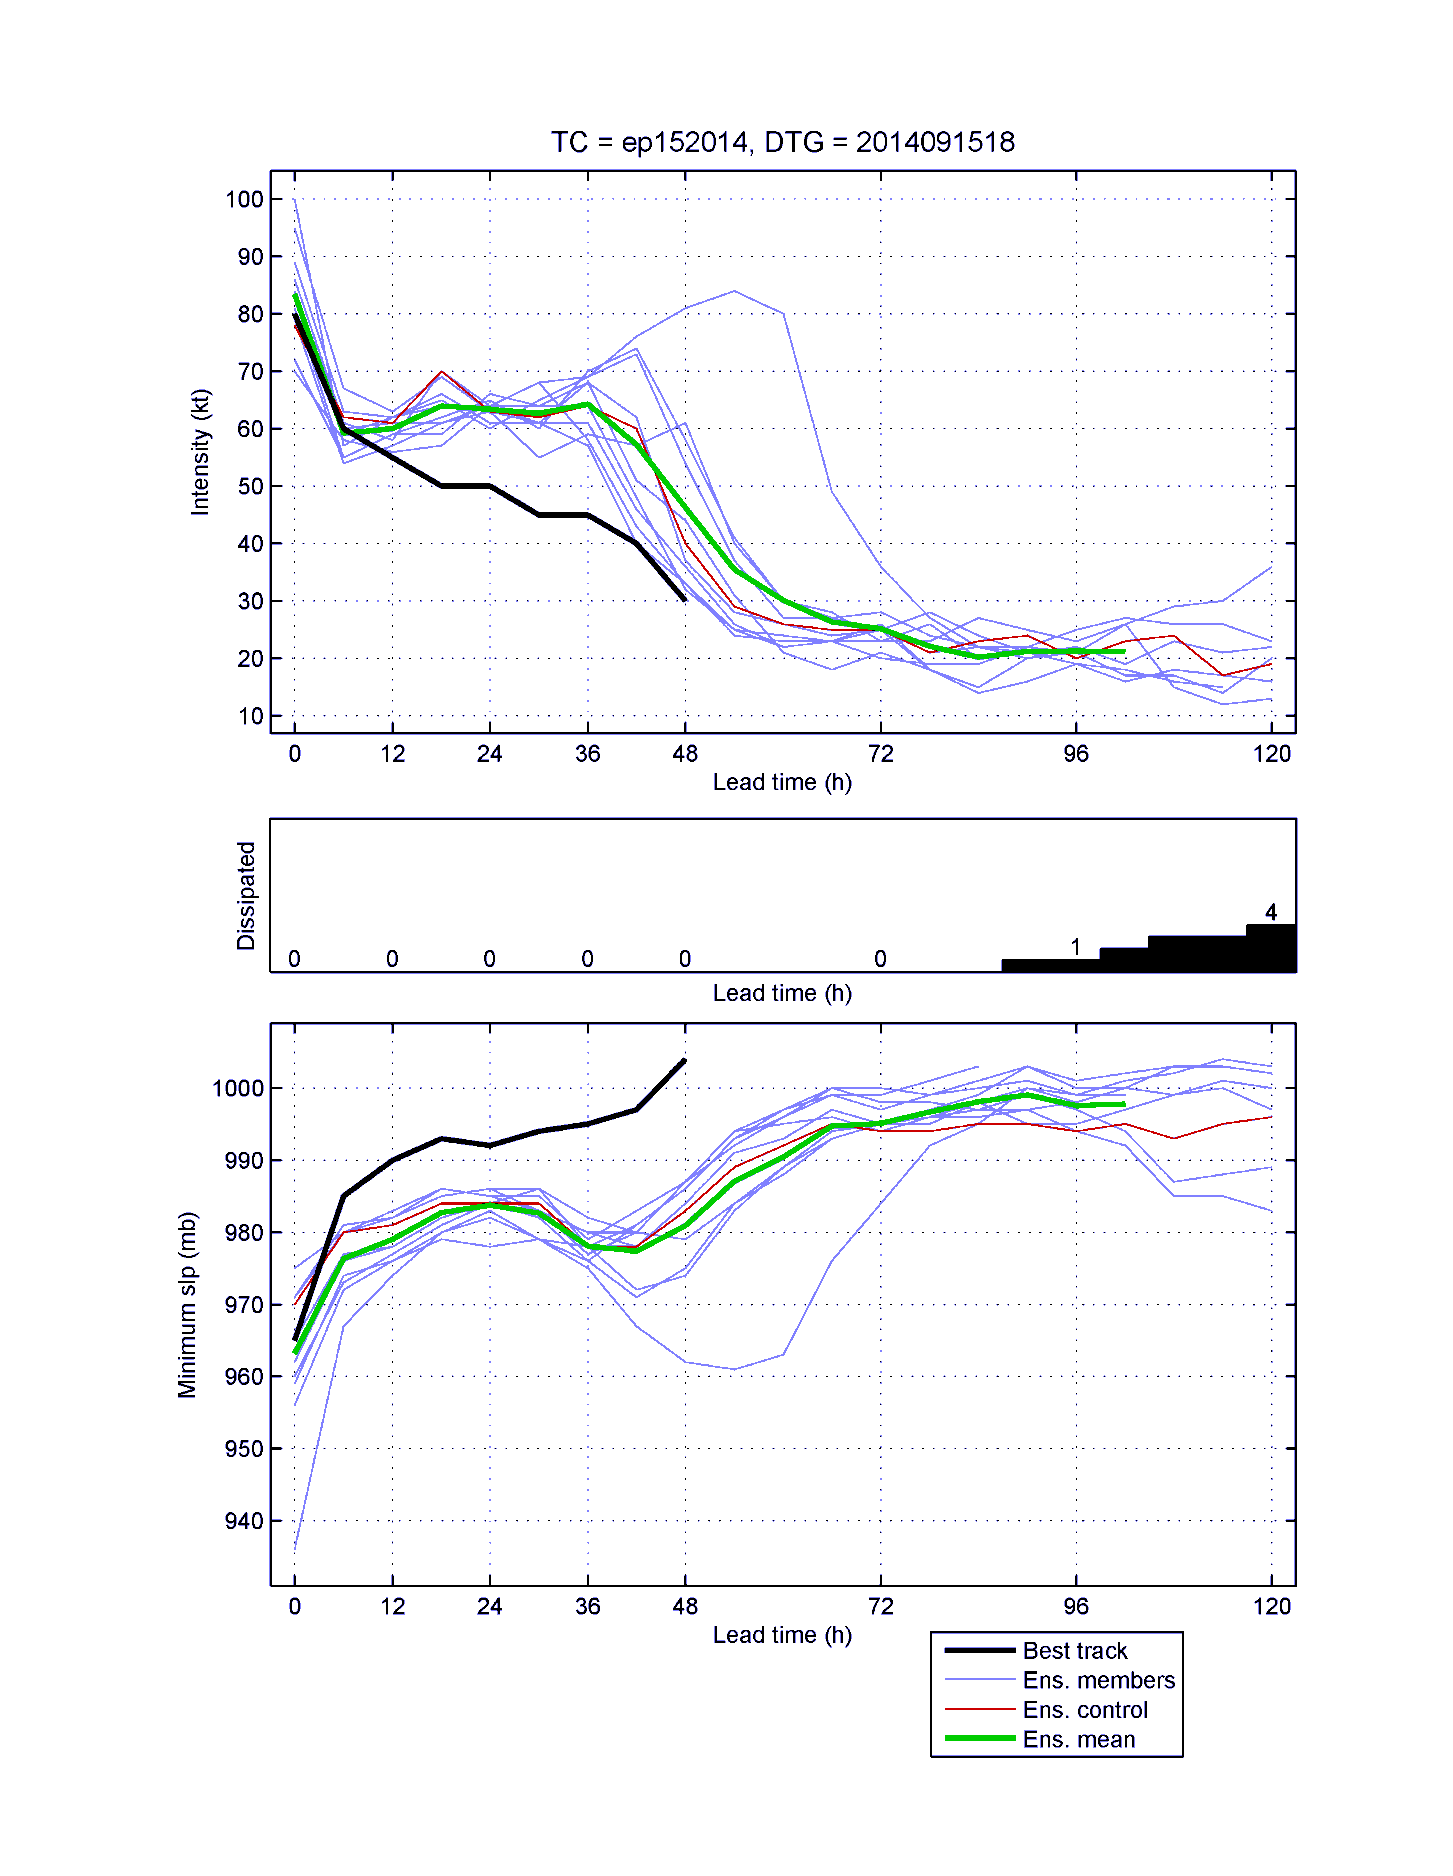 TC = ep152014, DTG = 2014091518
100
90
80
70
60
50
40
30
20
10
Intensity (kt)
0 12 24 36 48 72 96 120
Lead time (h)
Dissipated
0 0 0 0 0 0 1 4
Lead time (h)
1000
990
980
970
960
950
940
Minimum slp (mb)
0 12 24 36 48 72 96 120
Lead time (h)
Best track
Ens. members
Ens. control
Ens. mean